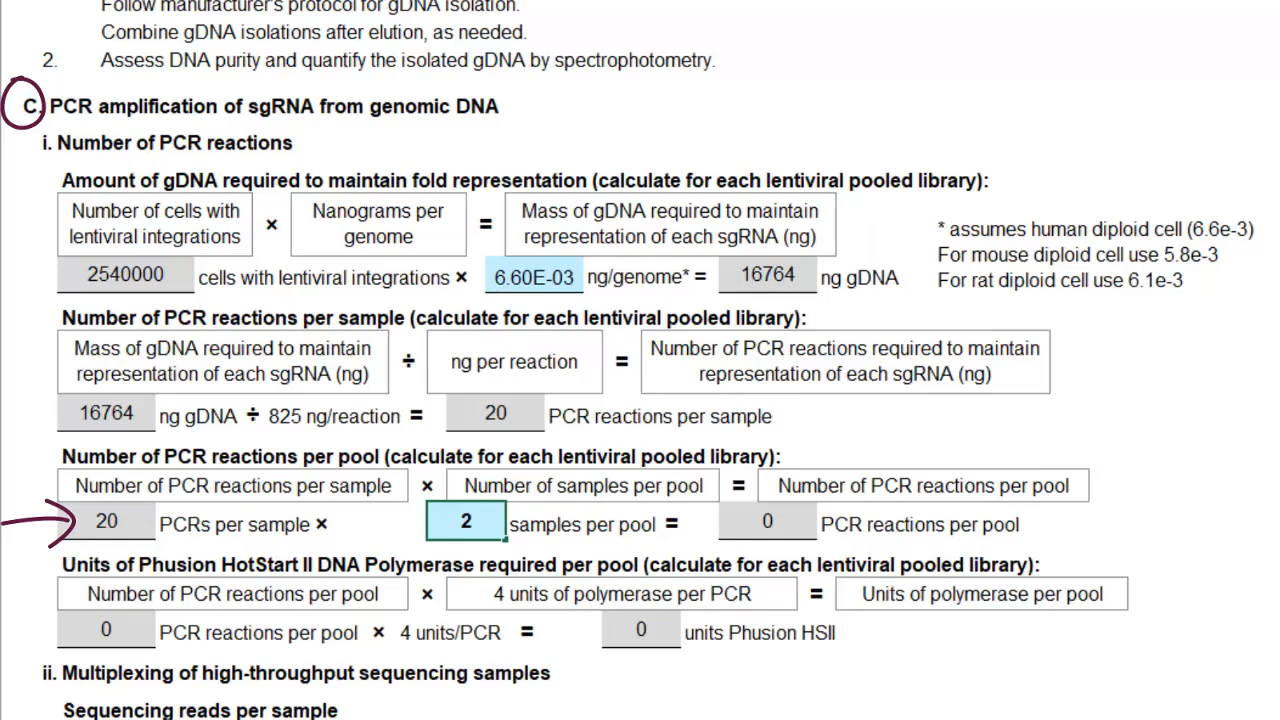 Follow manufacturer's protocol for gDNA isolation.
Combine gDNA isolations after elution, as needed.
2. Assess DNA purity and quantify the isolated gDNA by spectrophotometry.
C. PCR amplification of sgRNA from genomic DNA
i. Number of PCR reactions
Amount of gDNA required to maintain fold representation (calculate for each lentiviral pooled library):
Number of cells with lentiviral integrations × Nanograms per genome = Mass of gDNA required to maintain representation of each sgRNA (ng)
* assumes human diploid cell (6.6e-3)
For mouse diploid cell use 5.8e-3
For rat diploid cell use 6.1e-3
2540000 cells with lentiviral integrations × 6.60E-03 ng/genome* = 16764 ng gDNA
Number of PCR reactions per sample (calculate for each lentiviral pooled library):
Mass of gDNA required to maintain representation of each sgRNA (ng) ÷ ng per reaction = Number of PCR reactions required to maintain representation of each sgRNA (ng)
16764 ng gDNA ÷ 825 ng/reaction = 20 PCR reactions per sample
Number of PCR reactions per pool (calculate for each lentiviral pooled library):
Number of PCR reactions per sample × Number of samples per pool = Number of PCR reactions per pool
20 PCRs per sample × 2 samples per pool = 0 PCR reactions per pool
Units of Phusion HotStart II DNA Polymerase required per pool (calculate for each lentiviral pooled library):
Number of PCR reactions per pool × 4 units of polymerase per PCR = Units of polymerase per pool
0 PCR reactions per pool × 4 units/PCR = 0 units Phusion HSII
ii. Multiplexing of high-throughput sequencing samples
Sequencing reads per sample